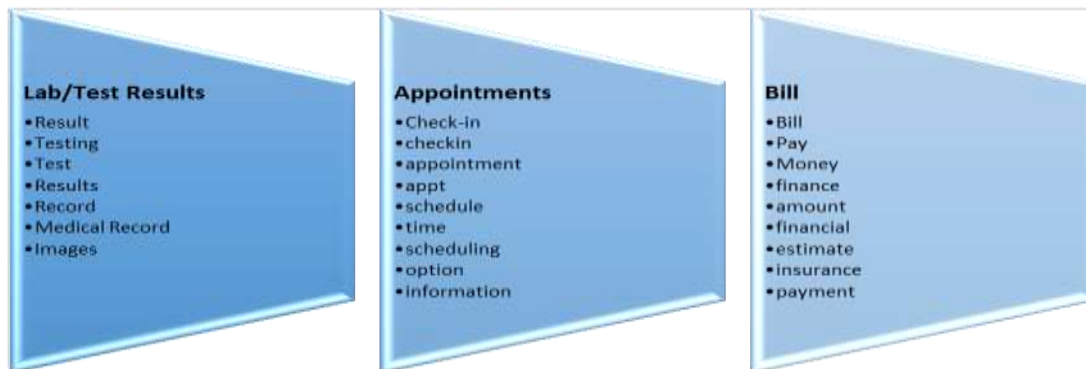 Lab/Test Results
•Result
•Testing
•Test
•Results
•Record
•Medical Record
•Images
Appointments
•Check-in
•checkin
•appointment
•appt
•schedule
•time
•scheduling
•option
•information
Bill
•Bill
•Pay
•Money
•finance
•amount
•financial
•estimate
•insurance
•payment